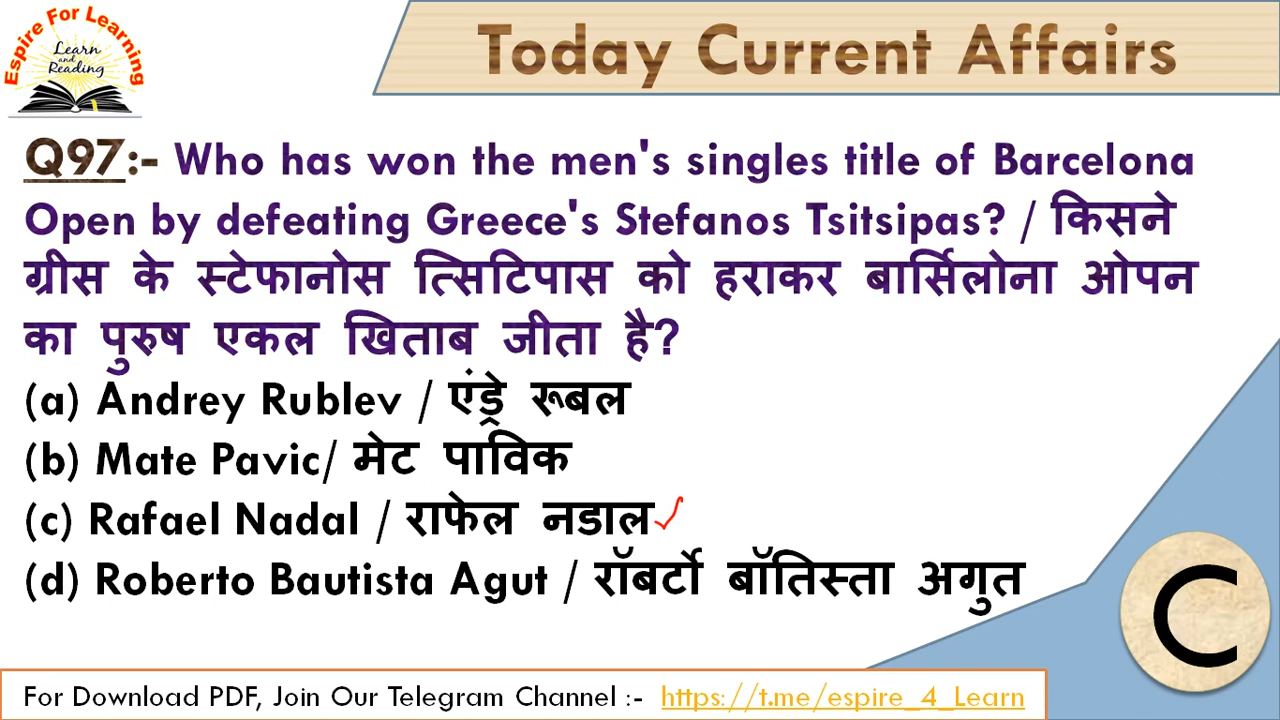 Espire For Learning
Learn
and
Reading
Today Current Affairs
Q97:- Who has won the men's singles title of Barcelona
Open by defeating Greece's Stefanos Tsitsipas? / किसने
ग्रीस के स्टेफानोस त्सिटिपास को हराकर बार्सिलोना ओपन
का पुरुष एकल खिताब जीता है?
(a) Andrey Rublev / एंड्रे रूबल
(b) Mate Pavic/ मेट पाविक
(c) Rafael Nadal / राफेल नडाल
(d) Roberto Bautista Agut / रॉबर्टो बॉतिस्ता अगुत
C
For Download PDF, Join Our Telegram Channel :- https://t.me/espire_4_Learn